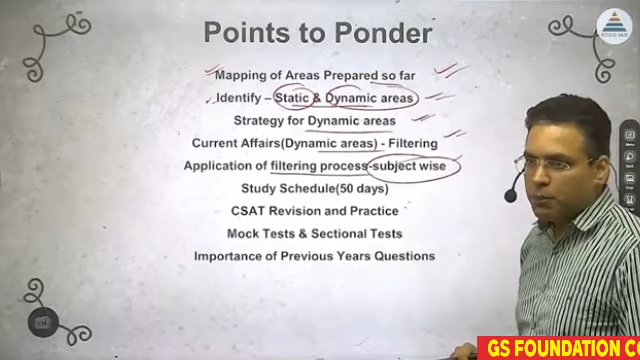 Points to Ponder
Mapping of Areas Prepared so far
Identify – Static & Dynamic areas
Strategy for Dynamic areas
Current Affairs(Dynamic areas) - Filtering
Application of filtering process-subject wise
Study Schedule(50 days)
CSAT Revision and Practice
Mock Tests & Sectional Tests
Importance of Previous Years Questions
GS FOUNDATION CO